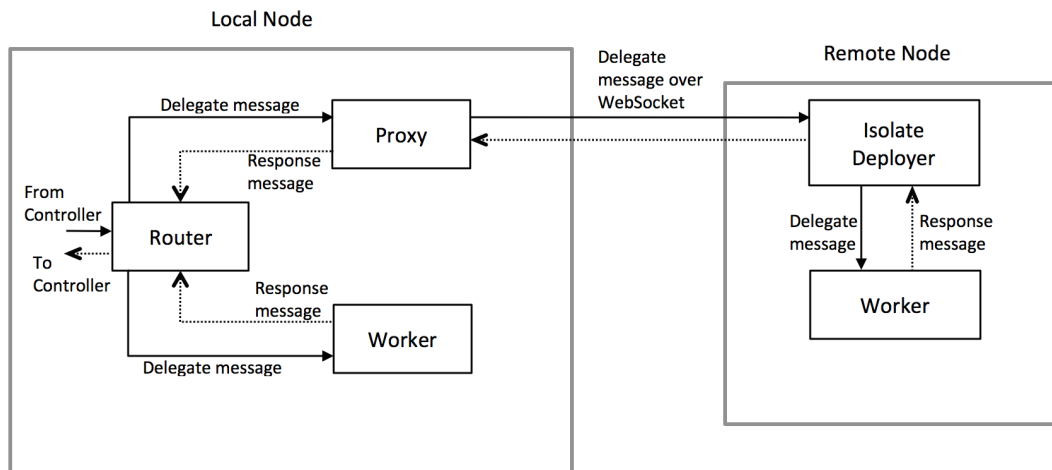 Local Node
Remote Node
Delegate
message over
WebSocket
Delegate message
Proxy
Isolate
Deployer
Response
message
From
Controller
Router
To
Controller
Delegate
message
Response
message
Response
message
Worker
Worker
Delegate message